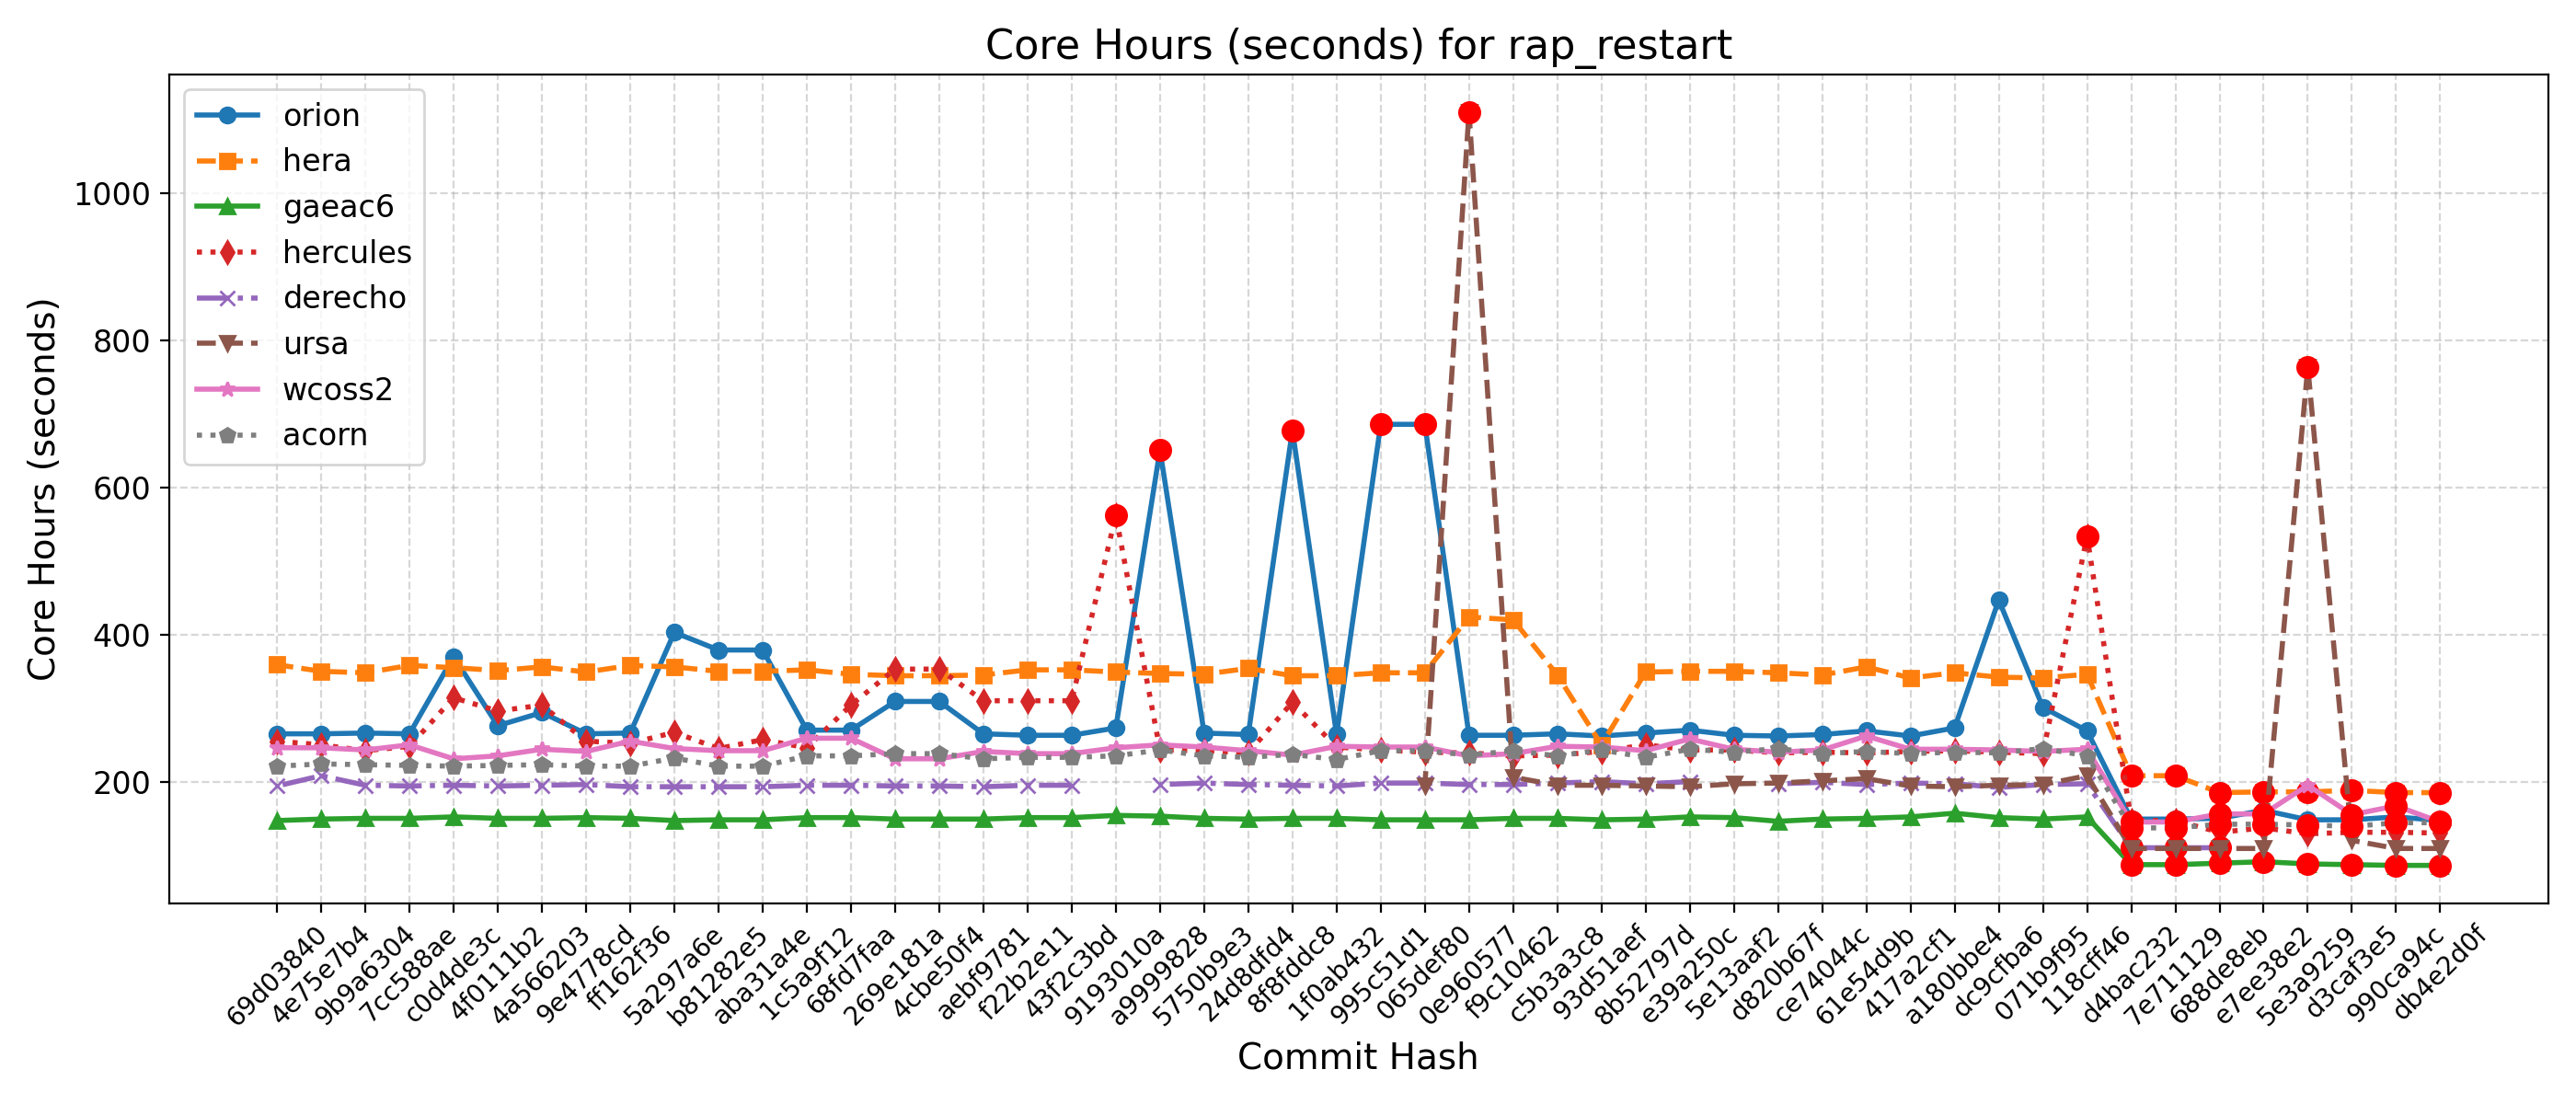 Core Hours (seconds) for rap_restart
Core Hours (seconds)
1000
800
600
400
200
orion
hera
gaeac6
hercules
derecho
ursa
wcoss2
acorn
69d03840
4e75e7b4
9b9a6304
7cc588ae
c0d4de3c
4f0111b2
4a566203
9e4778cd
ff162f36
5a297a6e
b81282e5
aba31a4e
1c5a9f12
68fd7faa
269e181a
4cbe50f4
aebf9781
f22b2e11
43f2c3bd
9193010a
a9999828
5750b9e3
24d8dfd4
8f8fddc8
1f0ab432
995c51d1
065def80
0e960577
f9c10462
c5b3a3c8
93d51aef
8b52797d
e39a250c
5e13aaf2
d820b67f
ce74044c
61e54d9b
417a2cf1
a180bbe4
dc9cfba6
071b9f95
118cff46
d4bac232
7e711129
688de8eb
e7ee38e2
5e3a9259
d3caf3e5
990ca94c
db4e2d0f
Commit Hash